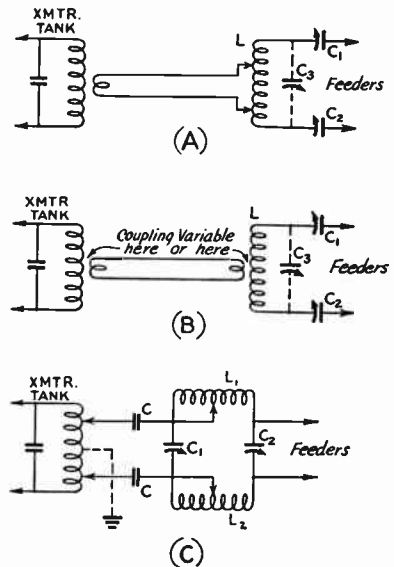 XMTR.
TANK
L
C₁
C₃
Feeders
C₂
(A)
XMTR
TANK
Coupling Variable
here or here
L
C₁
C₃
Feeders
C₂
(B)
XMTR.
TANK
L₁
C
C₁
C₂
Feeders
C
L₂
(C)